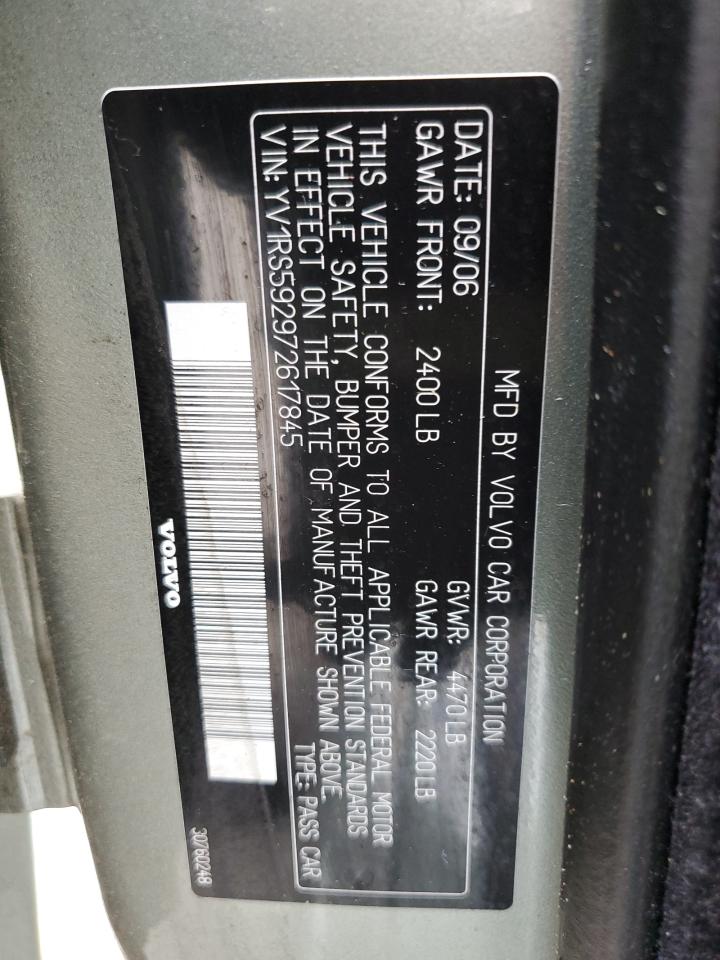 MFD BY VOLVO CAR CORPORATION
DATE: 09/06 GVWR: 4470 LB
GAWR FRONT: 2400 LB GAWR REAR: 2220 LB
THIS VEHICLE CONFORMS TO ALL APPLICABLE FEDERAL MOTOR
VEHICLE SAFETY, BUMPER AND THEFT PREVENTION STANDARDS
IN EFFECT ON THE DATE OF MANUFACTURE SHOWN ABOVE.
VIN: YV1RS592972617845 TYPE: PASS CAR
VOLVO
30760248